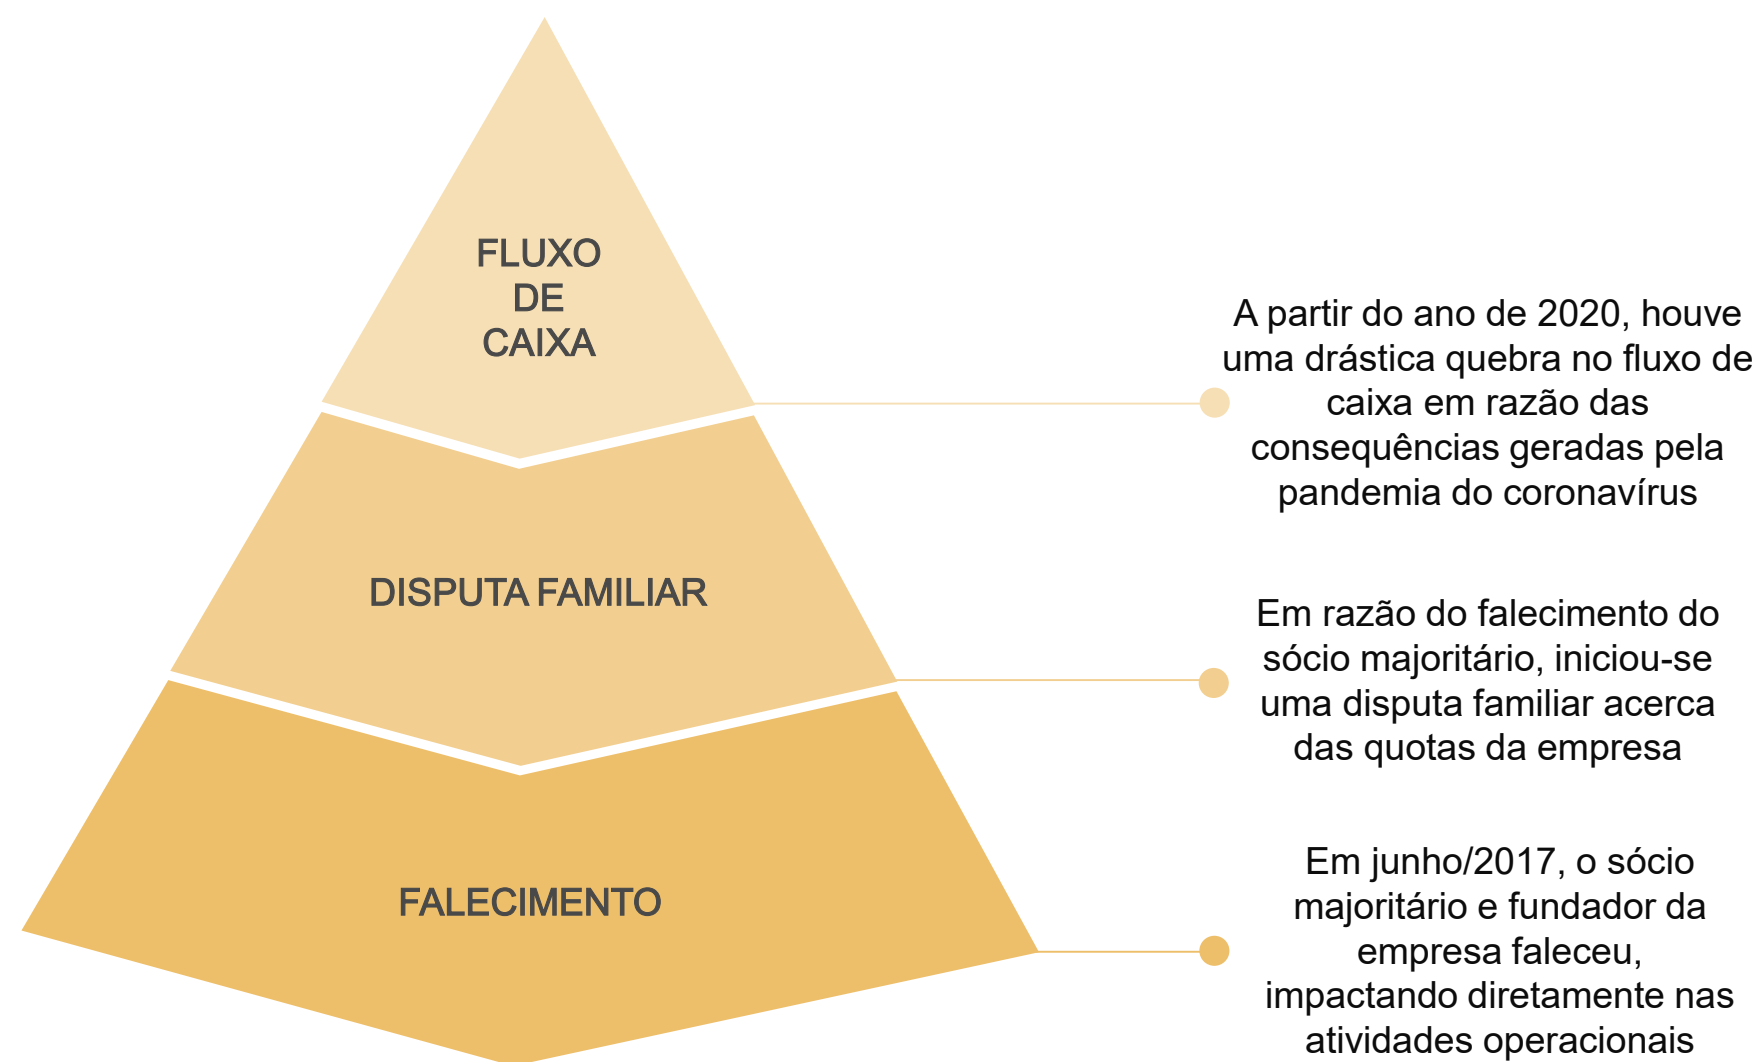 FLUXO
DE
CAIXA
A partir do ano de 2020, houve
uma drástica quebra no fluxo de
caixa em razão das
consequências geradas pela
pandemia do coronavírus
DISPUTA FAMILIAR
Em razão do falecimento do
sócio majoritário, iniciou-se
uma disputa familiar acerca
das quotas da empresa
FALECIMENTO
Em junho/2017, o sócio
majoritário e fundador da
empresa faleceu,
impactando diretamente nas
atividades operacionais